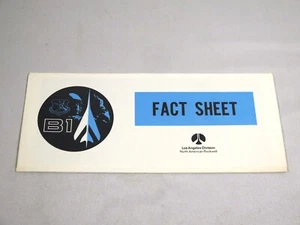 B1
FACT SHEET
Los Angeles Division
North American Rockwell